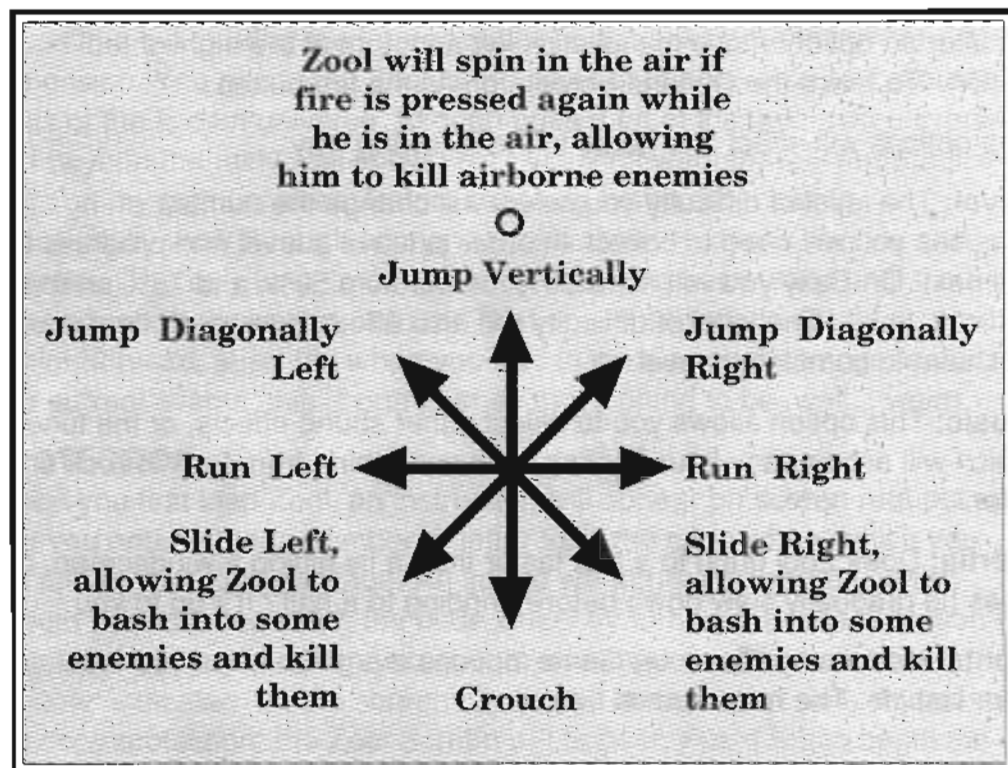 Zool will spin in the air if
fire is pressed again while
he is in the air, allowing
him to kill airborne enemies
Jump Vertically
Jump Diagonally
Left
Jump Diagonally
Right
Run Left
Run Right
Slide Left,
allowing Zool to
bash into some
enemies and kill
them
Crouch
Slide Right,
allowing Zool to
bash into some
enemies and kill
them